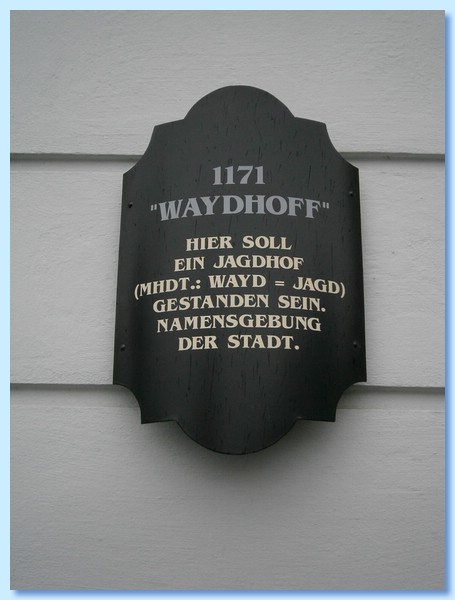 1171
"WAYDHOFF"
HIER SOLL
EIN JAGDHOF
(MHDT.: WAYD = JAGD)
GESTANDEN SEIN.
NAMENSGEBUNG
DER STADT.